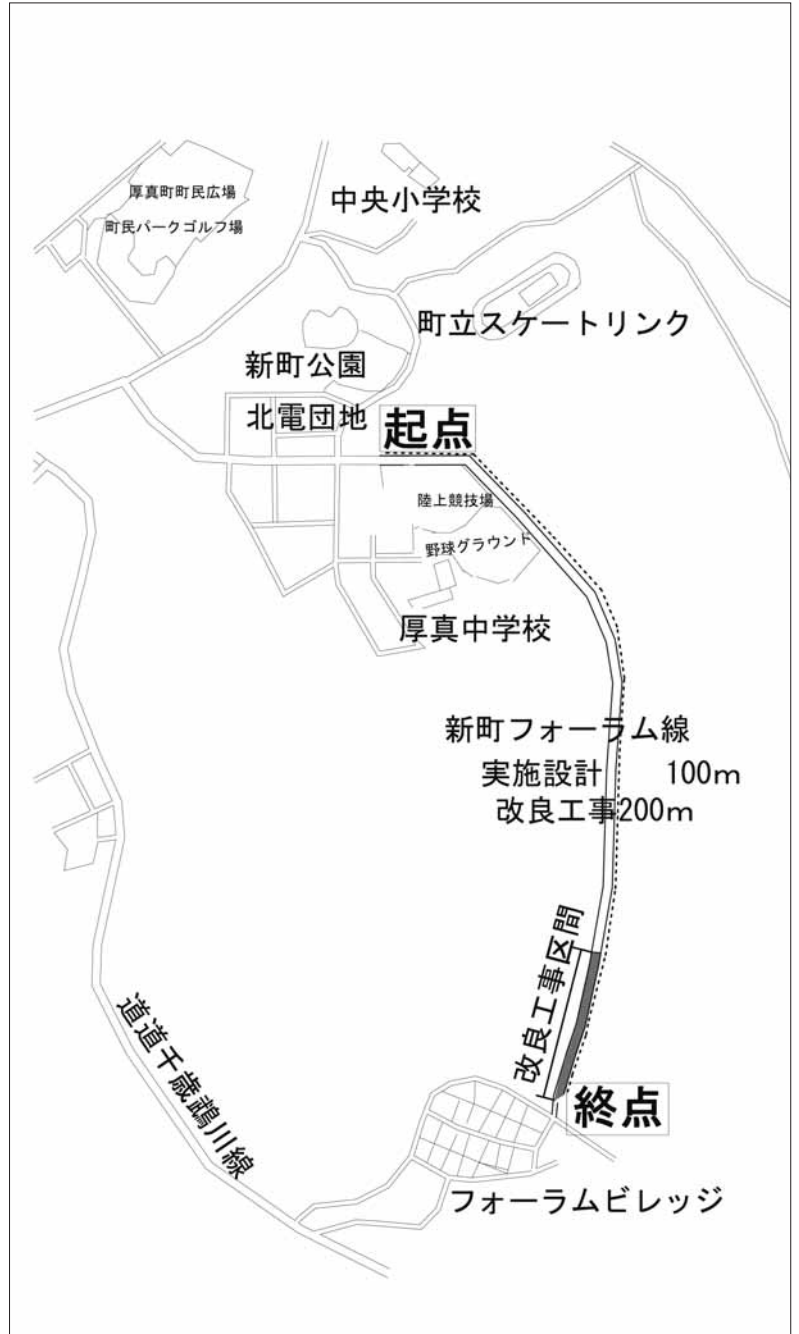 厚真町町民広場
町民パークゴルフ場
中央小学校
町立スケートリンク
新町公園
北電団地
起点
陸上競技場
野球グラウンド
厚真中学校
新町フォーラム線
実施設計 100m
改良工事200m
改良工事区間
終点
道道千歳鵡川線
フォーラムビレッジ